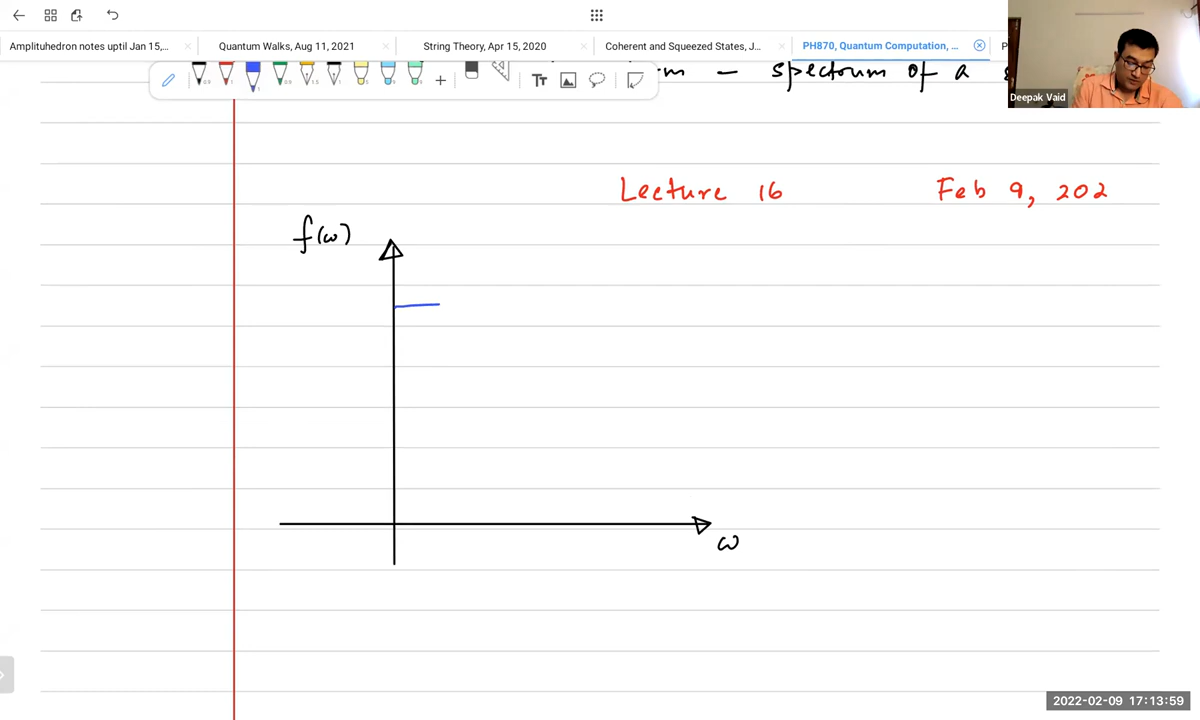 Amplituhedron notes uptil Jan 15,...
Quantum Walks, Aug 11, 2021
String Theory, Apr 15, 2020
Coherent and Squeezed States, J...
PH870, Quantum Computation, ...
P
Tr
m — spectrum of a
Deepak Vaid
Lecture 16 Feb 9, 202
f(ω)
ω
2022-02-09 17:13:59